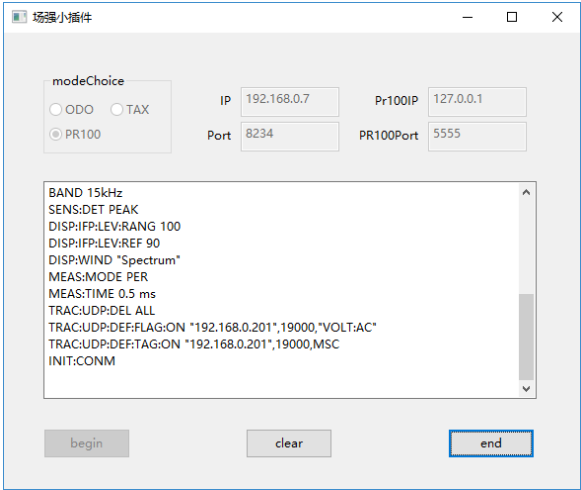 场强小插件
modeChoice
ODO TAX
PR100
IP 192.168.0.7 Pr100IP 127.0.0.1
Port 8234 PR100Port 5555
BAND 15kHz
SENS:DET PEAK
DISP:IFP:LEV:RANG 100
DISP:IFP:LEV:REF 90
DISP:WIND "Spectrum"
MEAS:MODE PER
MEAS:TIME 0.5 ms
TRAC:UDP:DEL ALL
TRAC:UDP:DEF:FLAG:ON "192.168.0.201",19000,"VOLT:AC"
TRAC:UDP:DEF:TAG:ON "192.168.0.201",19000,MSC
INIT:CONM
begin clear end